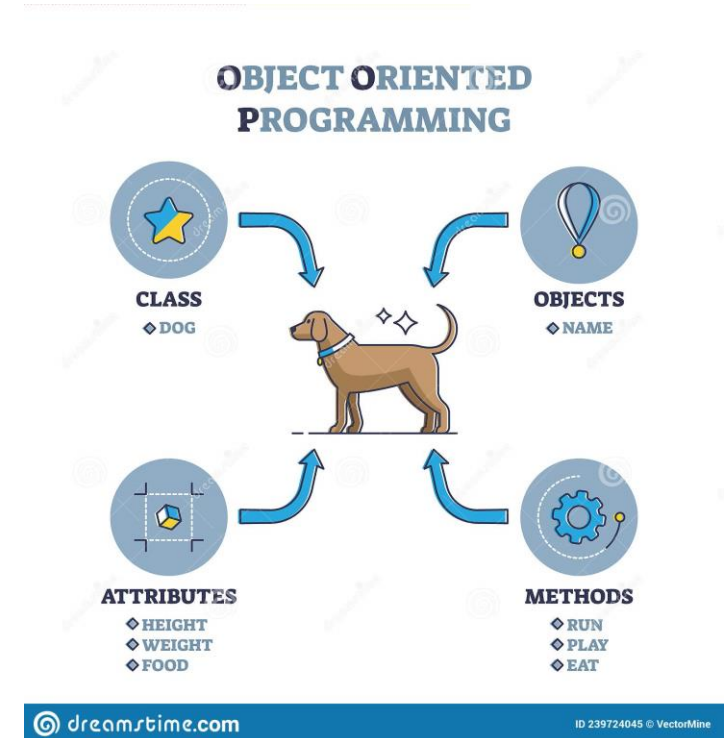 OBJECT ORIENTED
PROGRAMMING
CLASS
DOG
OBJECTS
NAME
ATTRIBUTES
HEIGHT
WEIGHT
FOOD
METHODS
RUN
PLAY
EAT
dreamstime.com
ID 239724045 © VectorMine